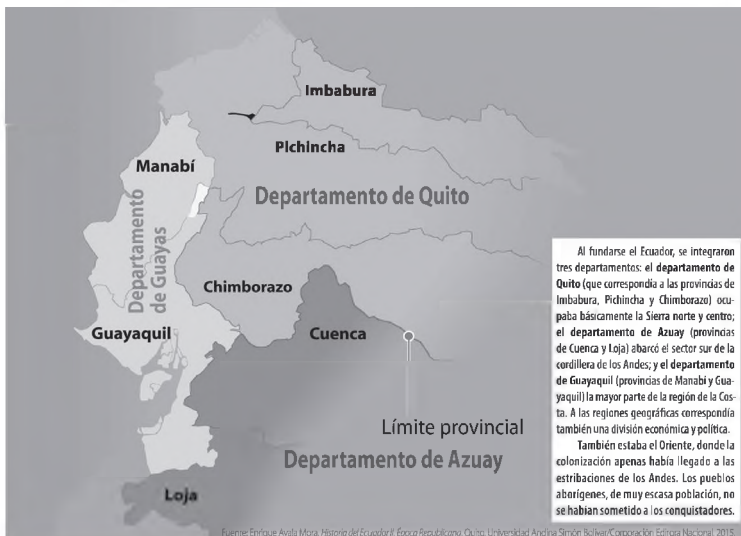 Imbabura
Pichincha
Manabí
Departamento de Quito
Departamento
de Guayas
Chimborazo
Guayaquil
Cuenca
Límite provincial
Departamento de Azuay
Loja
Al fundarse el Ecuador, se integraron
tres departamentos: el departamento de
Quito (que correspondía a las provincias de
Imbabura, Pichincha y Chimborazo) ocu-
paba básicamente la Sierra norte y centro;
el departamento de Azuay (provincias
de Cuenca y Loja) abarcó el sector sur de la
cordillera de los Andes; y el departamento
de Guayaquil (provincias de Manabí y Gua-
yaquil) la mayor parte de la región de la Cos-
ta. A las regiones geográficas correspondía
también una división económica y política.
También estaba el Oriente, donde la
colonización apenas había llegado a las
estribaciones de los Andes. Los pueblos
aborígenes, de muy escasa población, no
se habían sometido a los conquistadores.
Fuente: Enrique Ayala Mora, Historia del Ecuador II. Época Republicana, Quito, Universidad Andina Simón Bolívar/Corporación Editora Nacional, 2015.